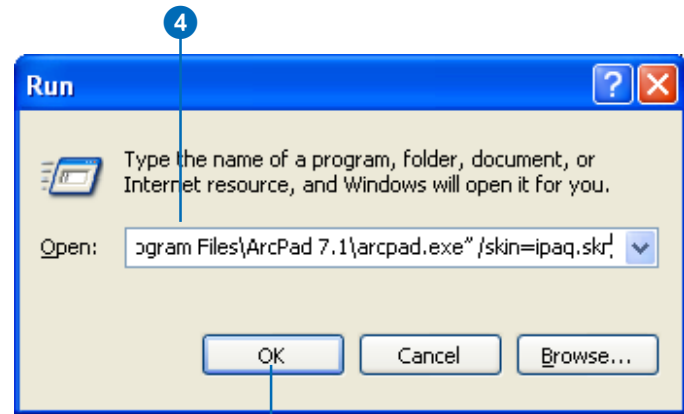 4
Run
Type the name of a program, folder, document, or
Internet resource, and Windows will open it for you.
Open: ogram Files\ArcPad 7.1\arcpad.exe" /skin=ipaq.skn
OK Cancel Browse...